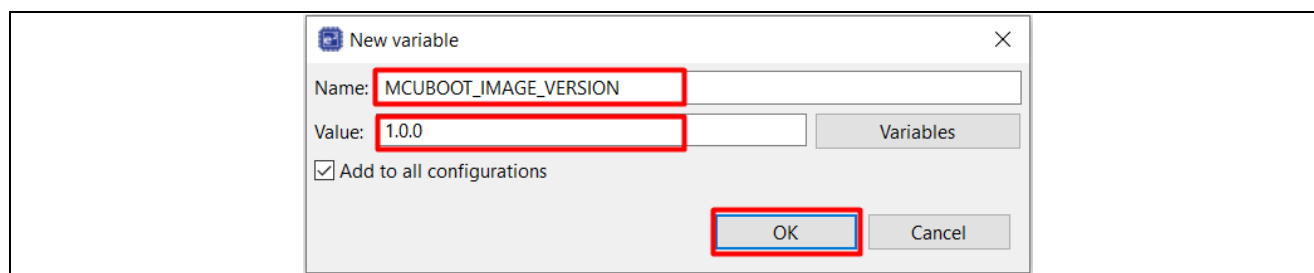 New variable
Name: MCUBOOT_IMAGE_VERSION
Value: 1.0.0 Variables
Add to all configurations
OK Cancel